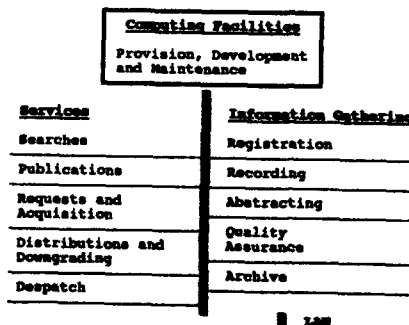 Computing Facilities
Provision, Development
and Maintenance
Services
Searches
Publications
Requests and
Acquisition
Distributions and
Downgrading
Despatch
Information Gathering
Registration
Recording
Abstracting
Quality
Assurance
Archive